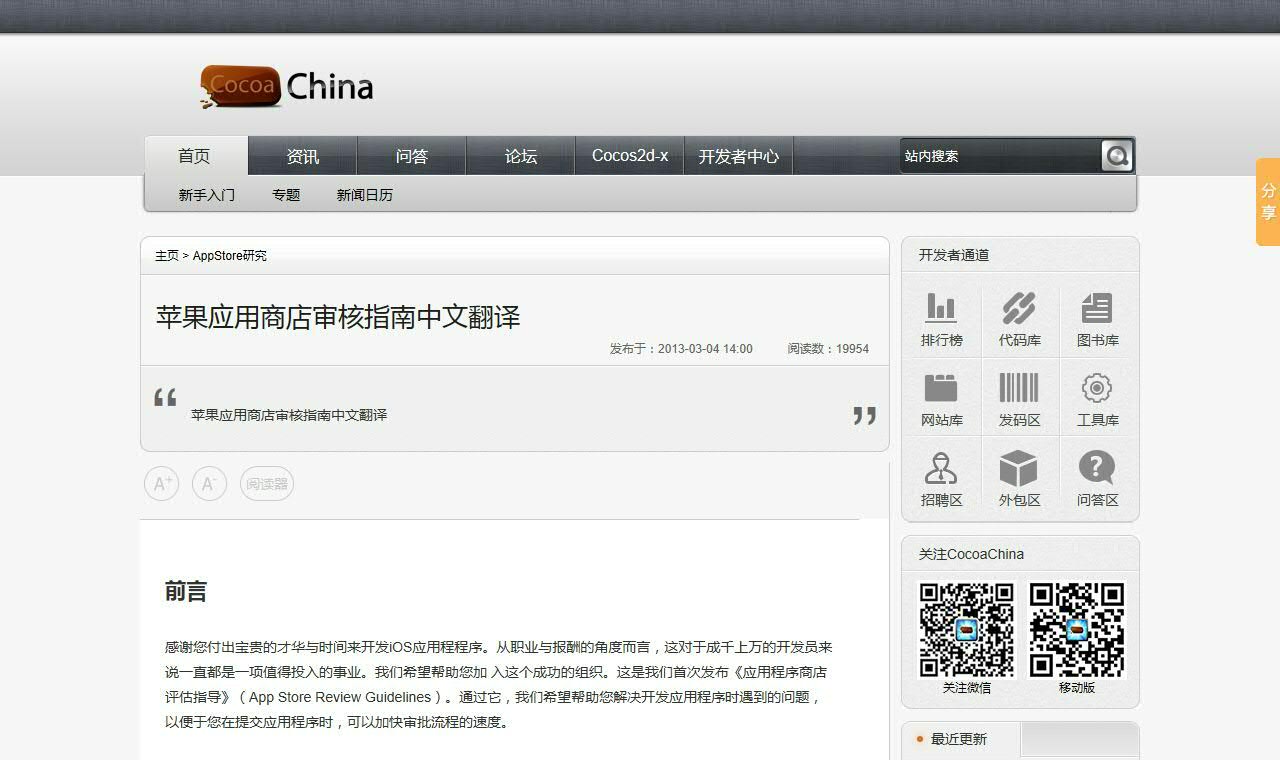 Cocoa China
首页 资讯 问答 论坛 Cocos2d-x 开发者中心 站内搜索
新手入门 专题 新闻日历
分享
主页 > AppStore研究
苹果应用商店审核指南中文翻译
发布于：2013-03-04 14:00 阅读数：19954
“ 苹果应用商店审核指南中文翻译 ”
A+ A- 阅读器
前言
感谢您付出宝贵的才华与时间来开发iOS应用程程序。从职业与报酬的角度而言，这对于成千上万的开发员来
说一直都是一项值得投入的事业。我们希望帮助您加 入这个成功的组织。这是我们首次发布《应用程序商店
评估指导》（ App Store Review Guidelines ）。通过它，我们希望帮助您解决开发应用程序时遇到的问题，
以便于您在提交应用程序时，可以加快审批流程的速度。
开发者通道
排行榜 代码库 图书库
网站库 发码区 工具库
招聘区 外包区 问答区
关注CocoaChina
关注微信 移动版
最近更新